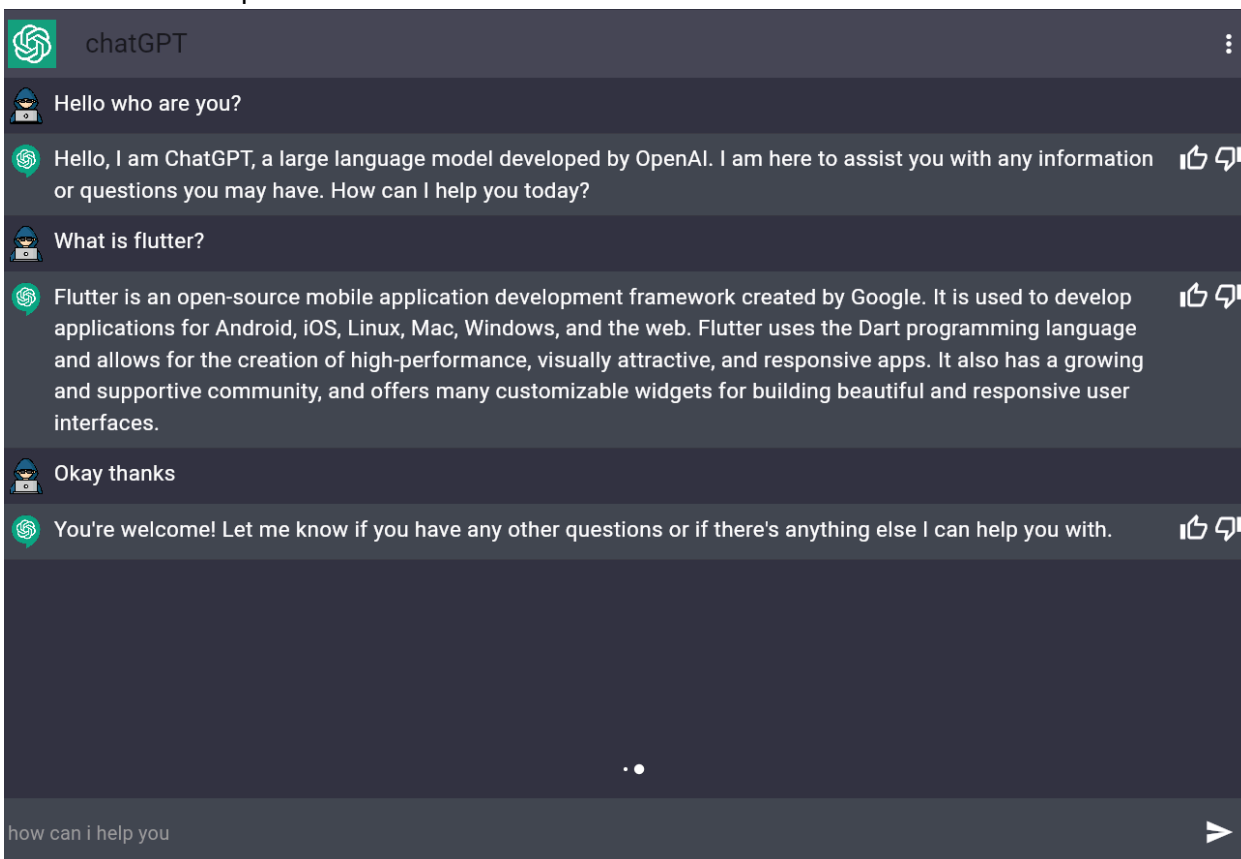 chatGPT
Hello who are you?
Hello, I am ChatGPT, a large language model developed by OpenAI. I am here to assist you with any information
or questions you may have. How can I help you today?
What is flutter?
Flutter is an open-source mobile application development framework created by Google. It is used to develop
applications for Android, iOS, Linux, Mac, Windows, and the web. Flutter uses the Dart programming language
and allows for the creation of high-performance, visually attractive, and responsive apps. It also has a growing
and supportive community, and offers many customizable widgets for building beautiful and responsive user
interfaces.
Okay thanks
You're welcome! Let me know if you have any other questions or if there's anything else I can help you with.
how can i help you